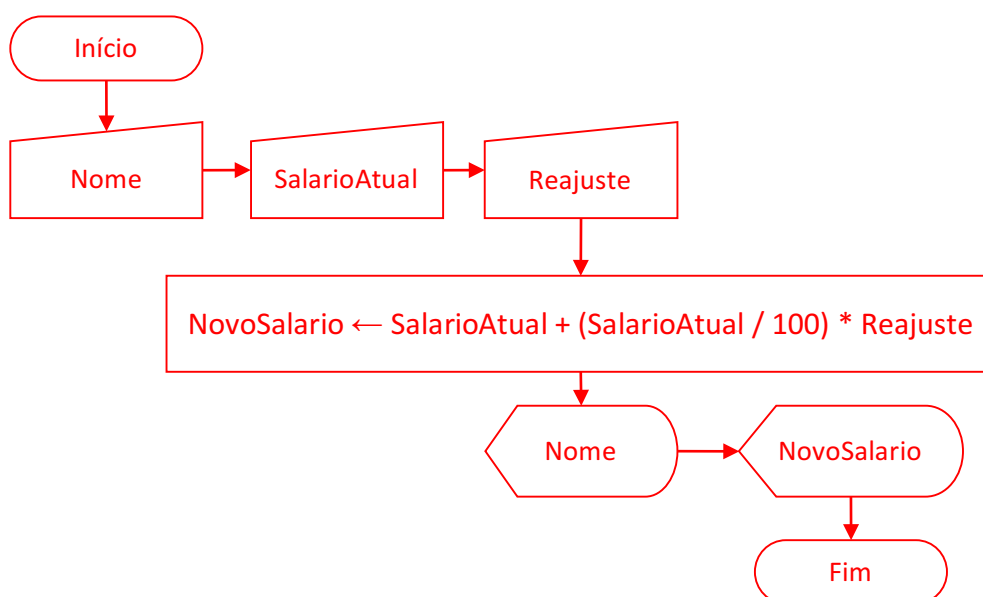 Início
Nome
SalarioAtual
Reajuste
NovoSalario ← SalarioAtual + (SalarioAtual / 100) * Reajuste
Nome
NovoSalario
Fim